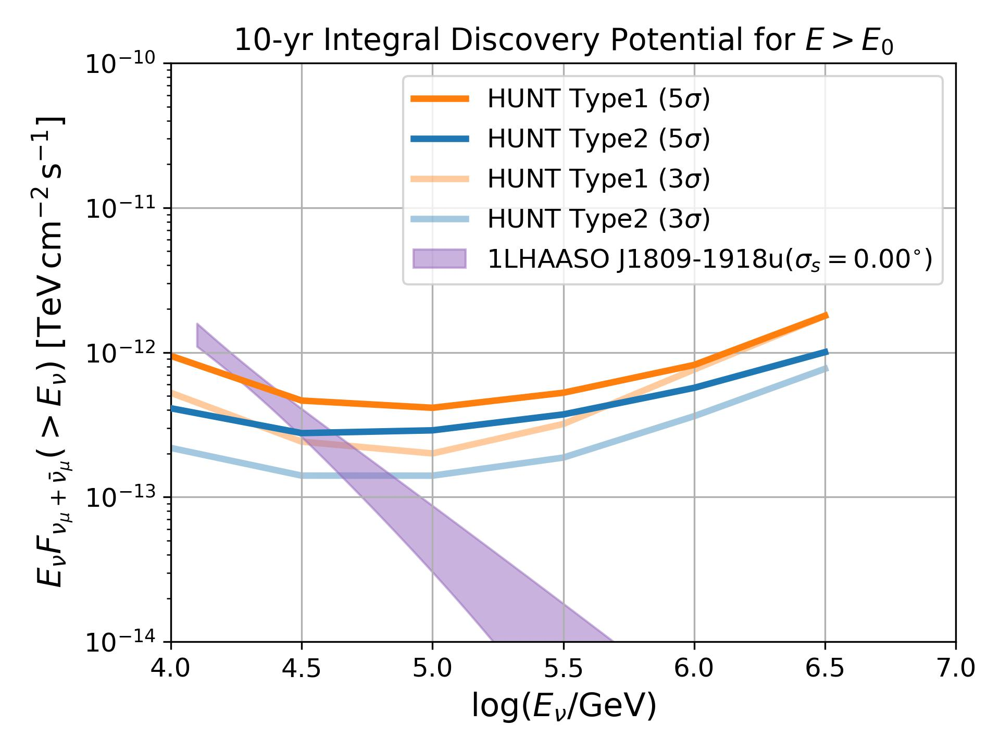 10-yr Integral Discovery Potential for E > E₀
HUNT Type1 (5σ)
HUNT Type2 (5σ)
HUNT Type1 (3σ)
HUNT Type2 (3σ)
1LHAASO J1809-1918u(σₛ = 0.00°)
E_ν F_{ν_μ + ν̄_μ}(> E_ν) [TeV cm⁻² s⁻¹]
10⁻¹⁰
10⁻¹¹
10⁻¹²
10⁻¹³
10⁻¹⁴
4.0 4.5 5.0 5.5 6.0 6.5 7.0
log(E_ν/GeV)